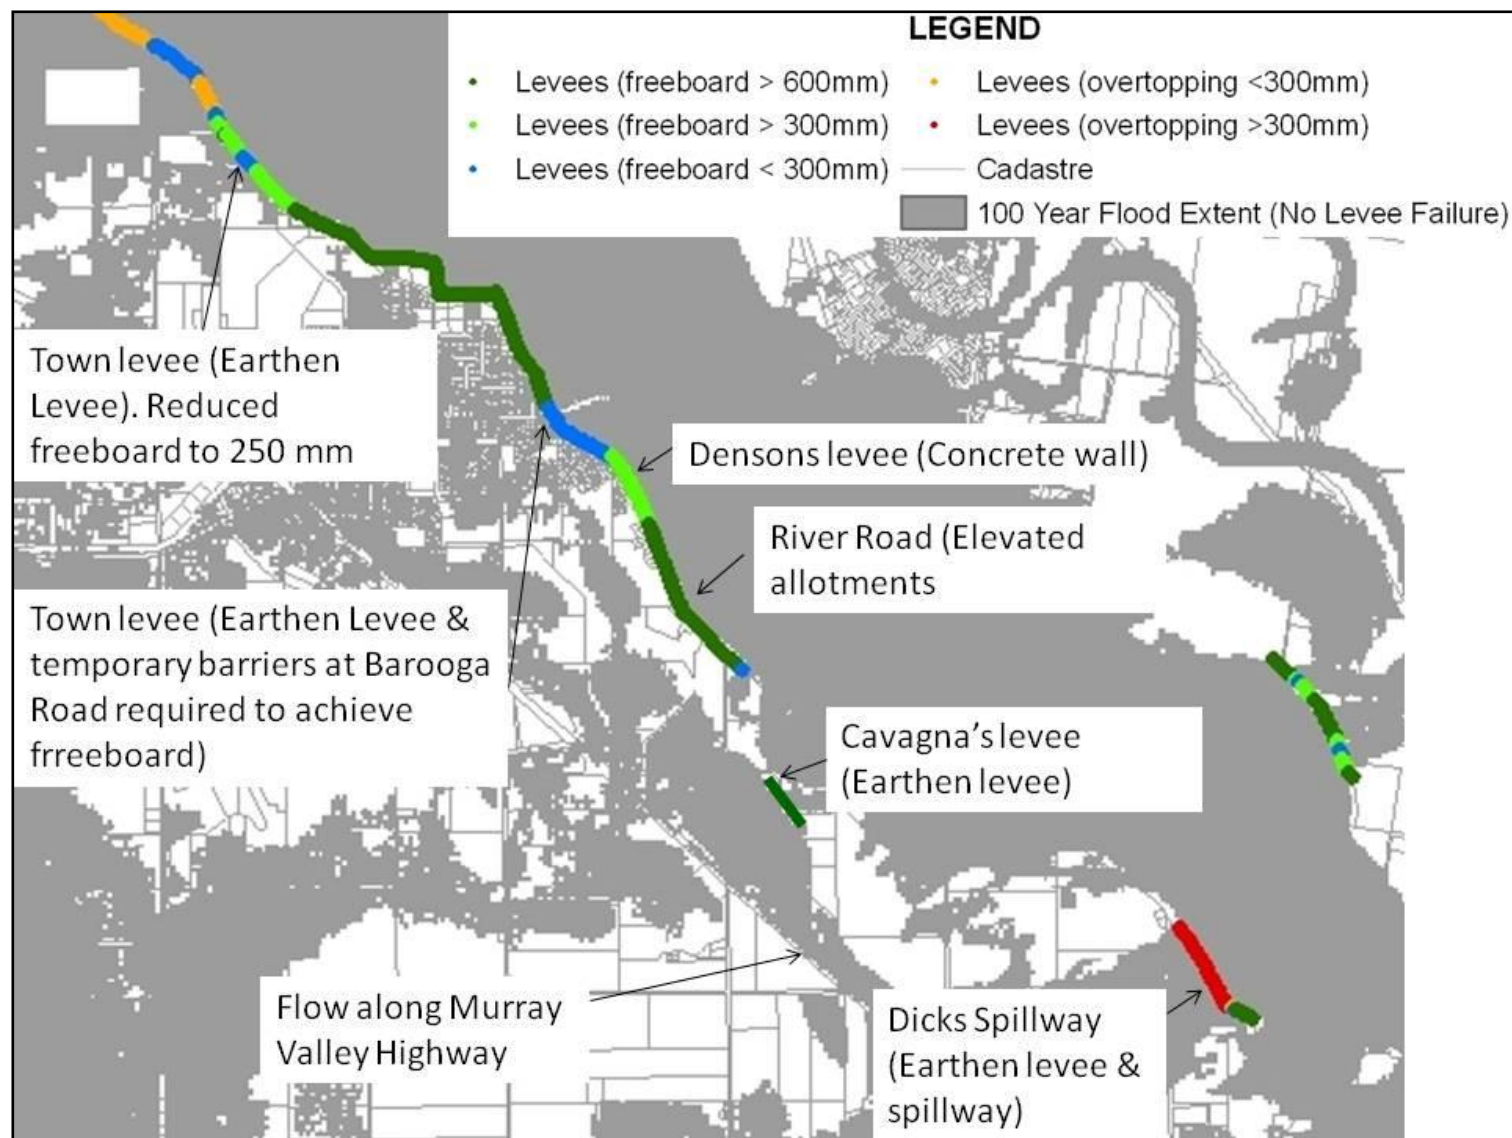 LEGEND
Levees (freeboard > 600mm)
Levees (freeboard > 300mm)
Levees (freeboard < 300mm)
Levees (overtopping <300mm)
Levees (overtopping >300mm)
Cadastre
100 Year Flood Extent (No Levee Failure)
Town levee (Earthen
Levee). Reduced
freeboard to 250 mm
Densons levee (Concrete wall)
River Road (Elevated
allotments
Town levee (Earthen Levee &
temporary barriers at Barooga
Road required to achieve
frreeboard)
Cavagna’s levee
(Earthen levee)
Flow along Murray
Valley Highway
Dicks Spillway
(Earthen levee &
spillway)